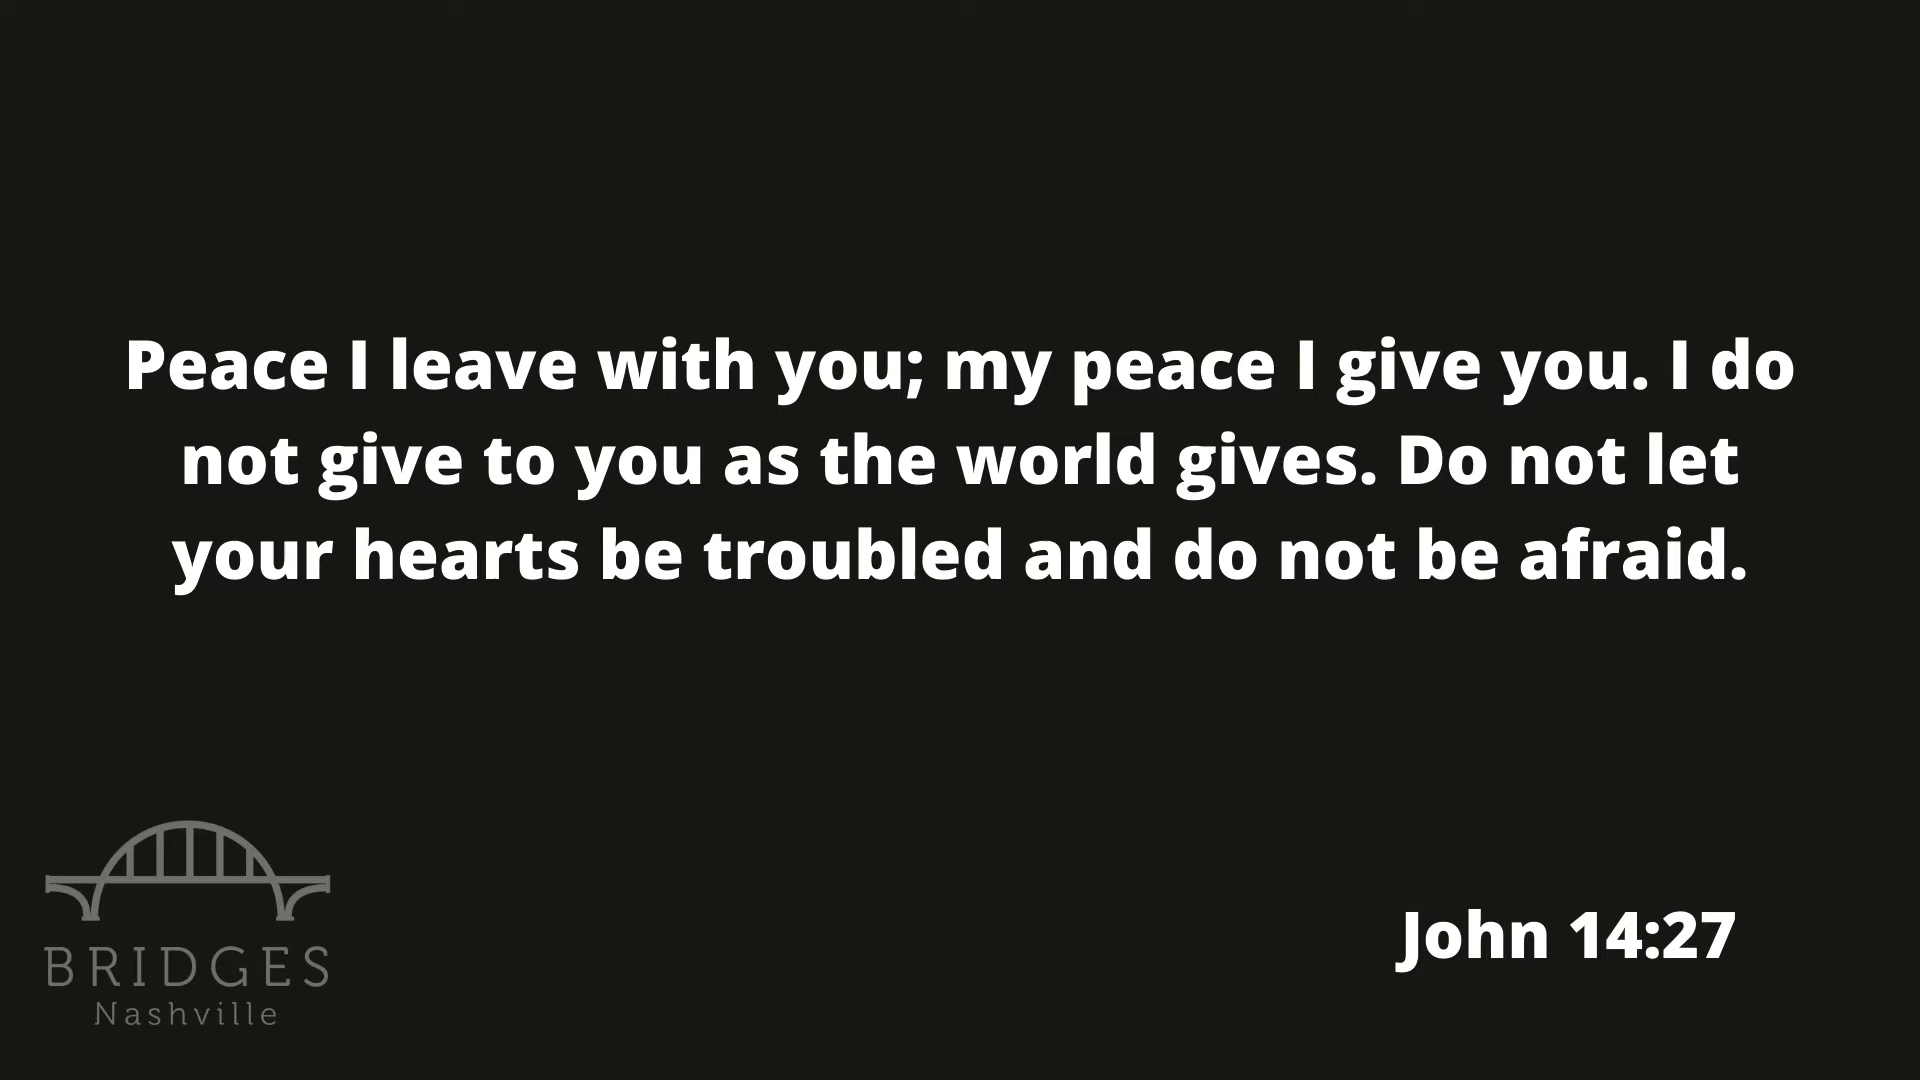 Peace I leave with you; my peace I give you. I do
not give to you as the world gives. Do not let
your hearts be troubled and do not be afraid.
John 14:27
BRIDGES
Nashville